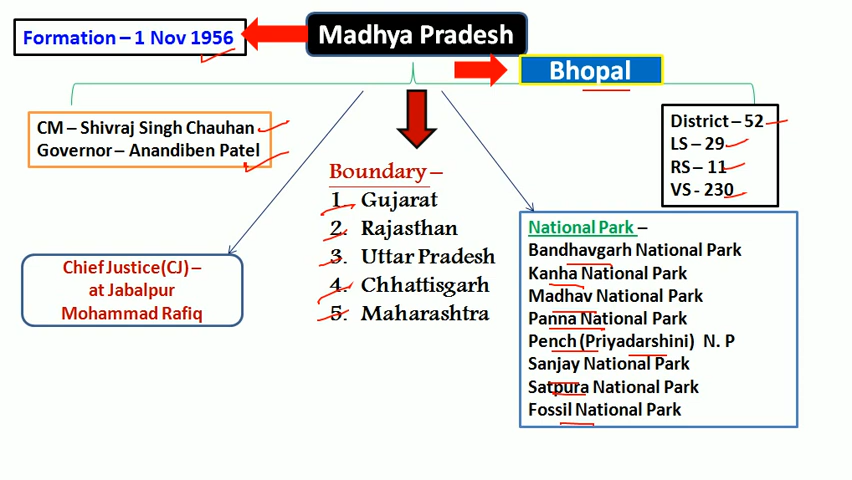 Formation – 1 Nov 1956
Madhya Pradesh
Bhopal
CM – Shivraj Singh Chauhan
Governor – Anandiben Patel
District – 52
LS – 29
RS – 11
VS - 230
Boundary –
1. Gujarat
2. Rajasthan
3. Uttar Pradesh
4. Chhattisgarh
5. Maharashtra
Chief Justice(CJ) –
at Jabalpur
Mohammad Rafiq
National Park –
Bandhavgarh National Park
Kanha National Park
Madhav National Park
Panna National Park
Pench (Priyadarshini) N. P
Sanjay National Park
Satpura National Park
Fossil National Park